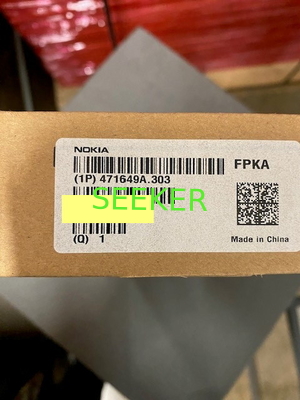 NOKIA
(1P) 471649A.303
FPKA
SEEKER
(Q) 1
Made in China